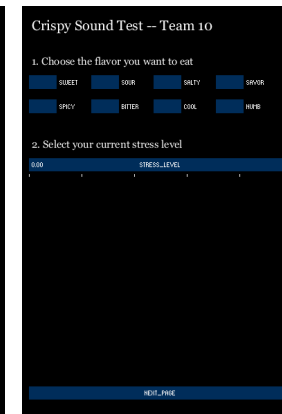 Crispy Sound Test -- Team 10
1. Choose the flavor you want to eat
SWEET SOUR SALTY SAVOR
SPICY BITTER COOL NUMB
2. Select your current stress level
0.00 STRESS_LEVEL
NEXT_PAGE